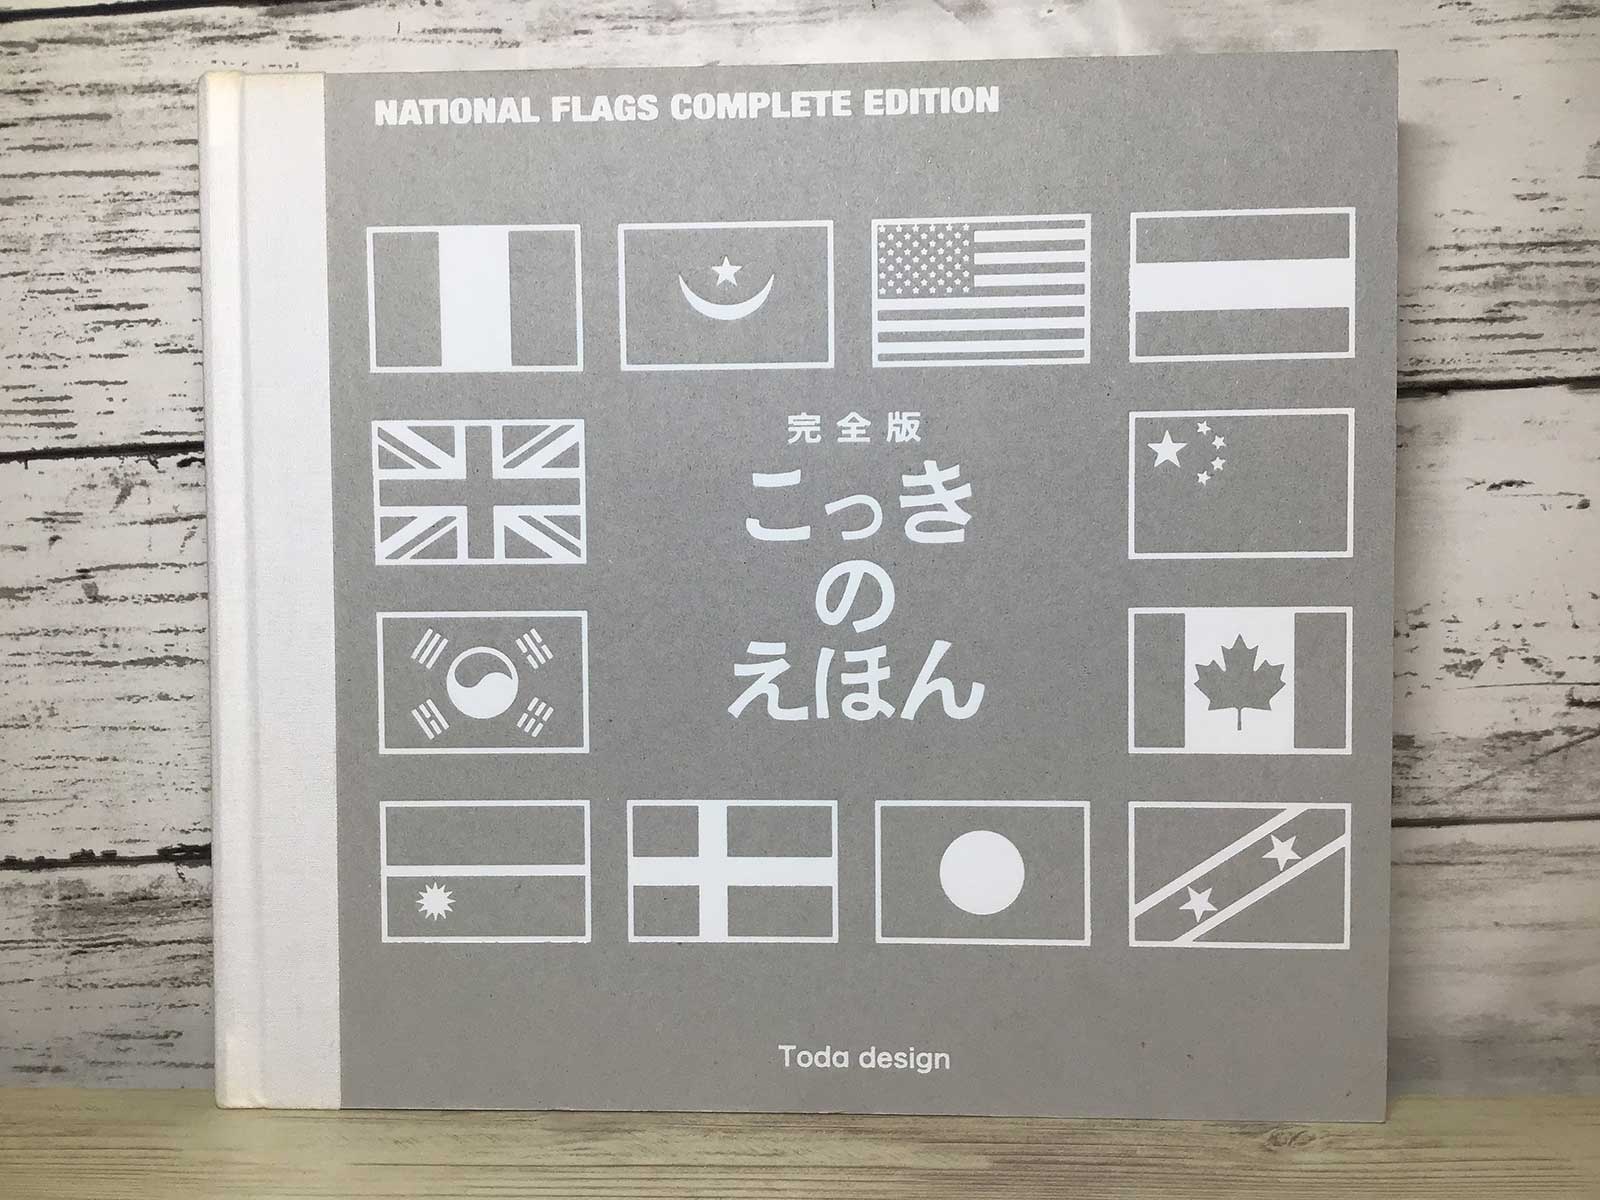 NATIONAL FLAGS COMPLETE EDITION
完全版
こっき
の
えほん
Toda design